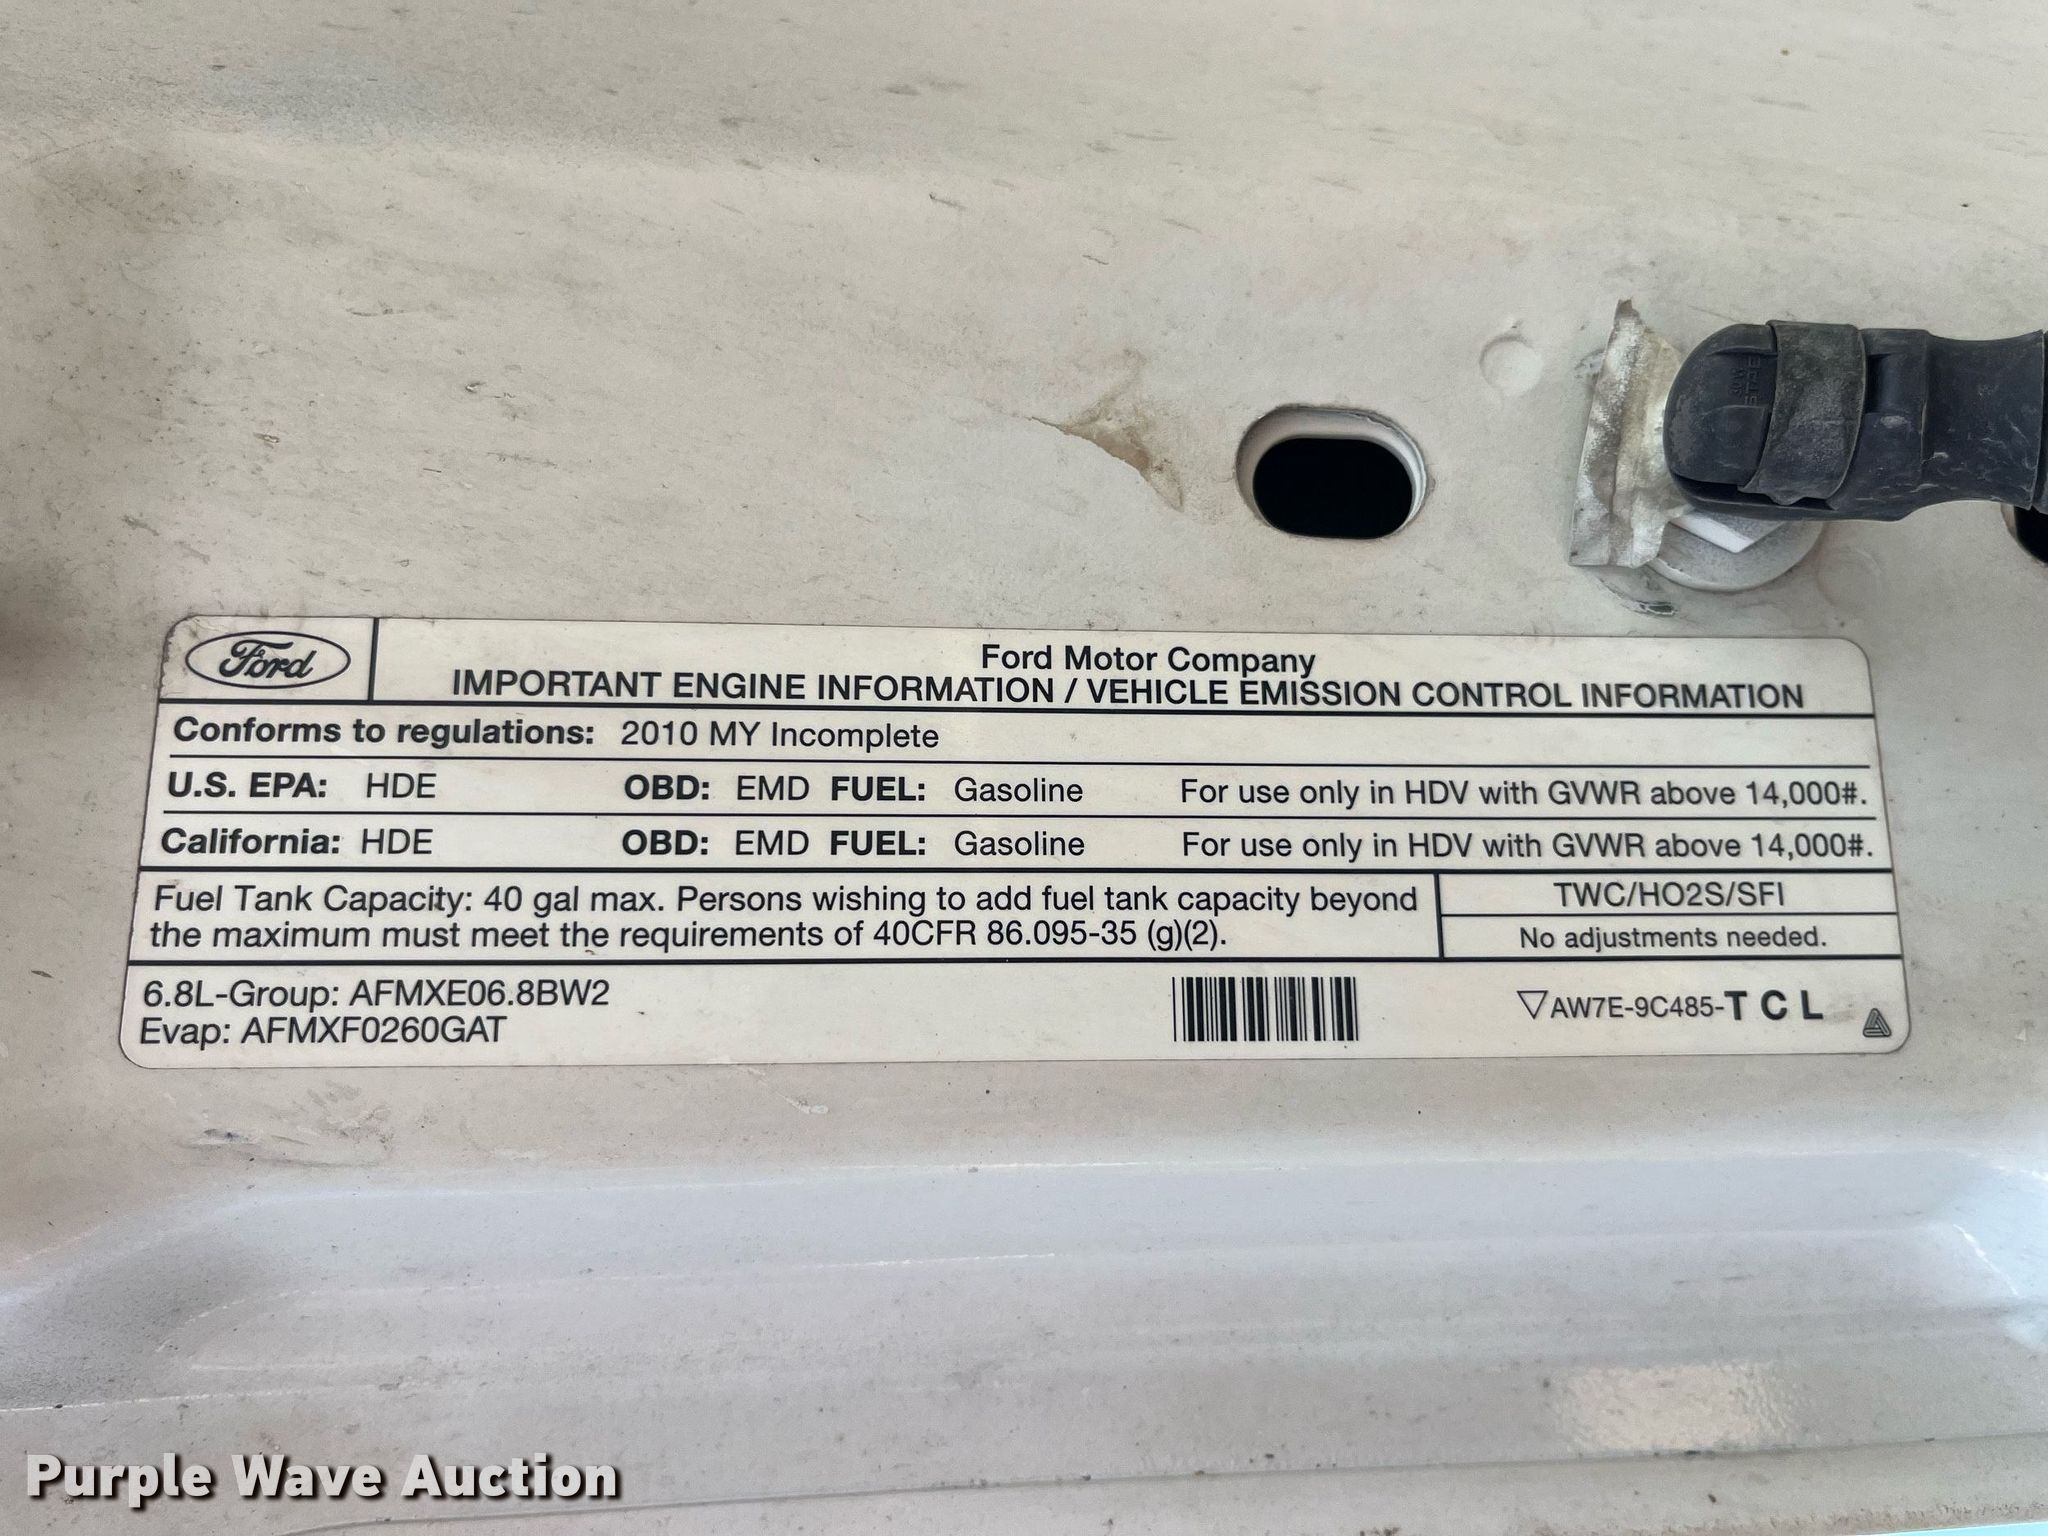 Ford
Ford Motor Company
IMPORTANT ENGINE INFORMATION / VEHICLE EMISSION CONTROL INFORMATION
Conforms to regulations: 2010 MY Incomplete
U.S. EPA: HDE OBD: EMD FUEL: Gasoline For use only in HDV with GVWR above 14,000#.
California: HDE OBD: EMD FUEL: Gasoline For use only in HDV with GVWR above 14,000#.
Fuel Tank Capacity: 40 gal max. Persons wishing to add fuel tank capacity beyond
the maximum must meet the requirements of 40CFR 86.095-35 (g)(2).
TWC/HO2S/SFI
No adjustments needed.
6.8L-Group: AFMXE06.8BW2
Evap: AFMXF0260GAT
▽AW7E-9C485-T C L
Purple Wave Auction